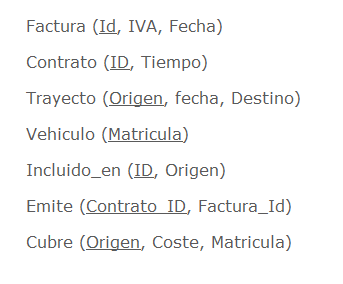 Factura (Id, IVA, Fecha)
Contrato (ID, Tiempo)
Trayecto (Origen, fecha, Destino)
Vehiculo (Matricula)
Incluido_en (ID, Origen)
Emite (Contrato_ID, Factura_Id)
Cubre (Origen, Coste, Matricula)